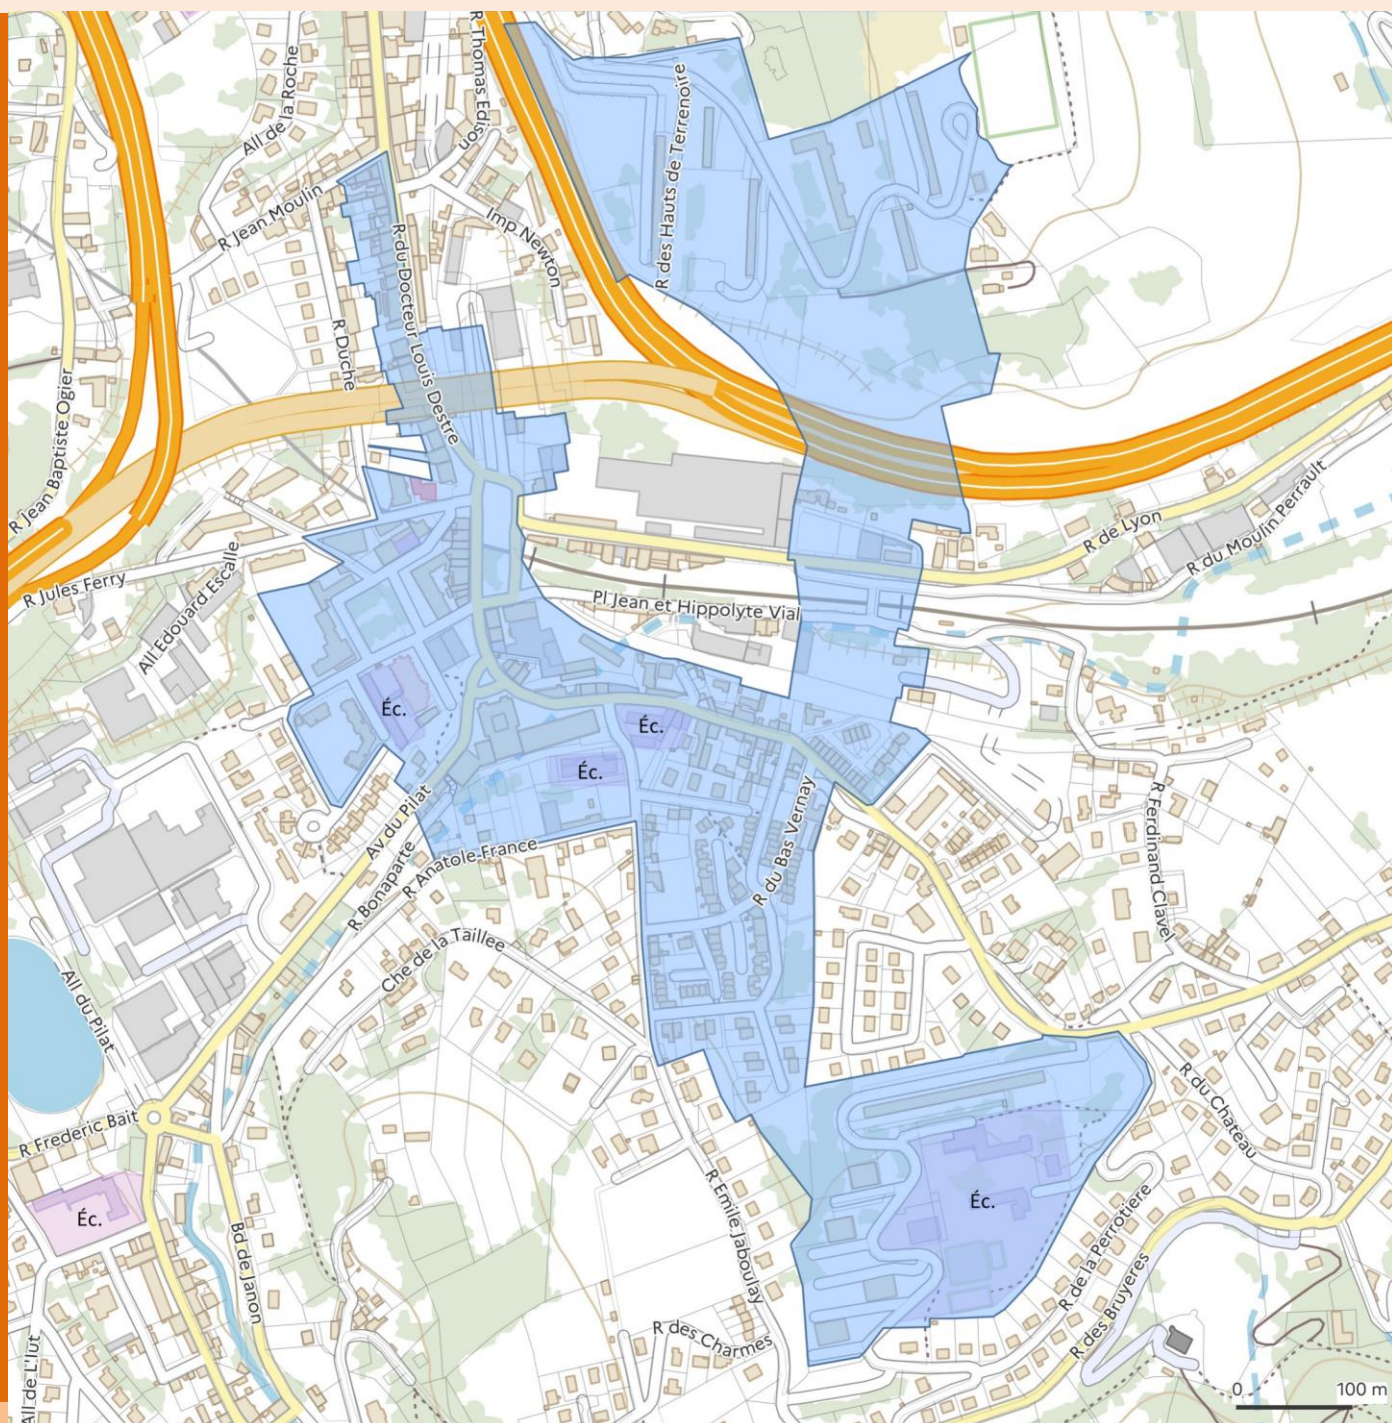 R Thomas Edison
All de la Roche
R des Hauts de Terrenoire
R Jean Moulin
Imp Newton
R du Docteur Louis Destre
R Duche
R Jean Baptiste Ogier
R de Lyon
R du Moulin Perrault
R Jules Ferry
All Edouard Escalle
Pl Jean et Hippolyte Vial
Éc.
Éc.
Éc.
R du Bas Vernay
Av du Pilat
R Bonaparte
R Anatole France
R Ferdinand Clavel
Che de la Taillee
All du Pilat
R Frederic Bait
R du Chateau
Éc.
Éc.
R Emile Jaboulay
R de la Perrotiere
Bd de Janon
R des Bruyeres
R des Charmes
All de L'Iut
0 100 m